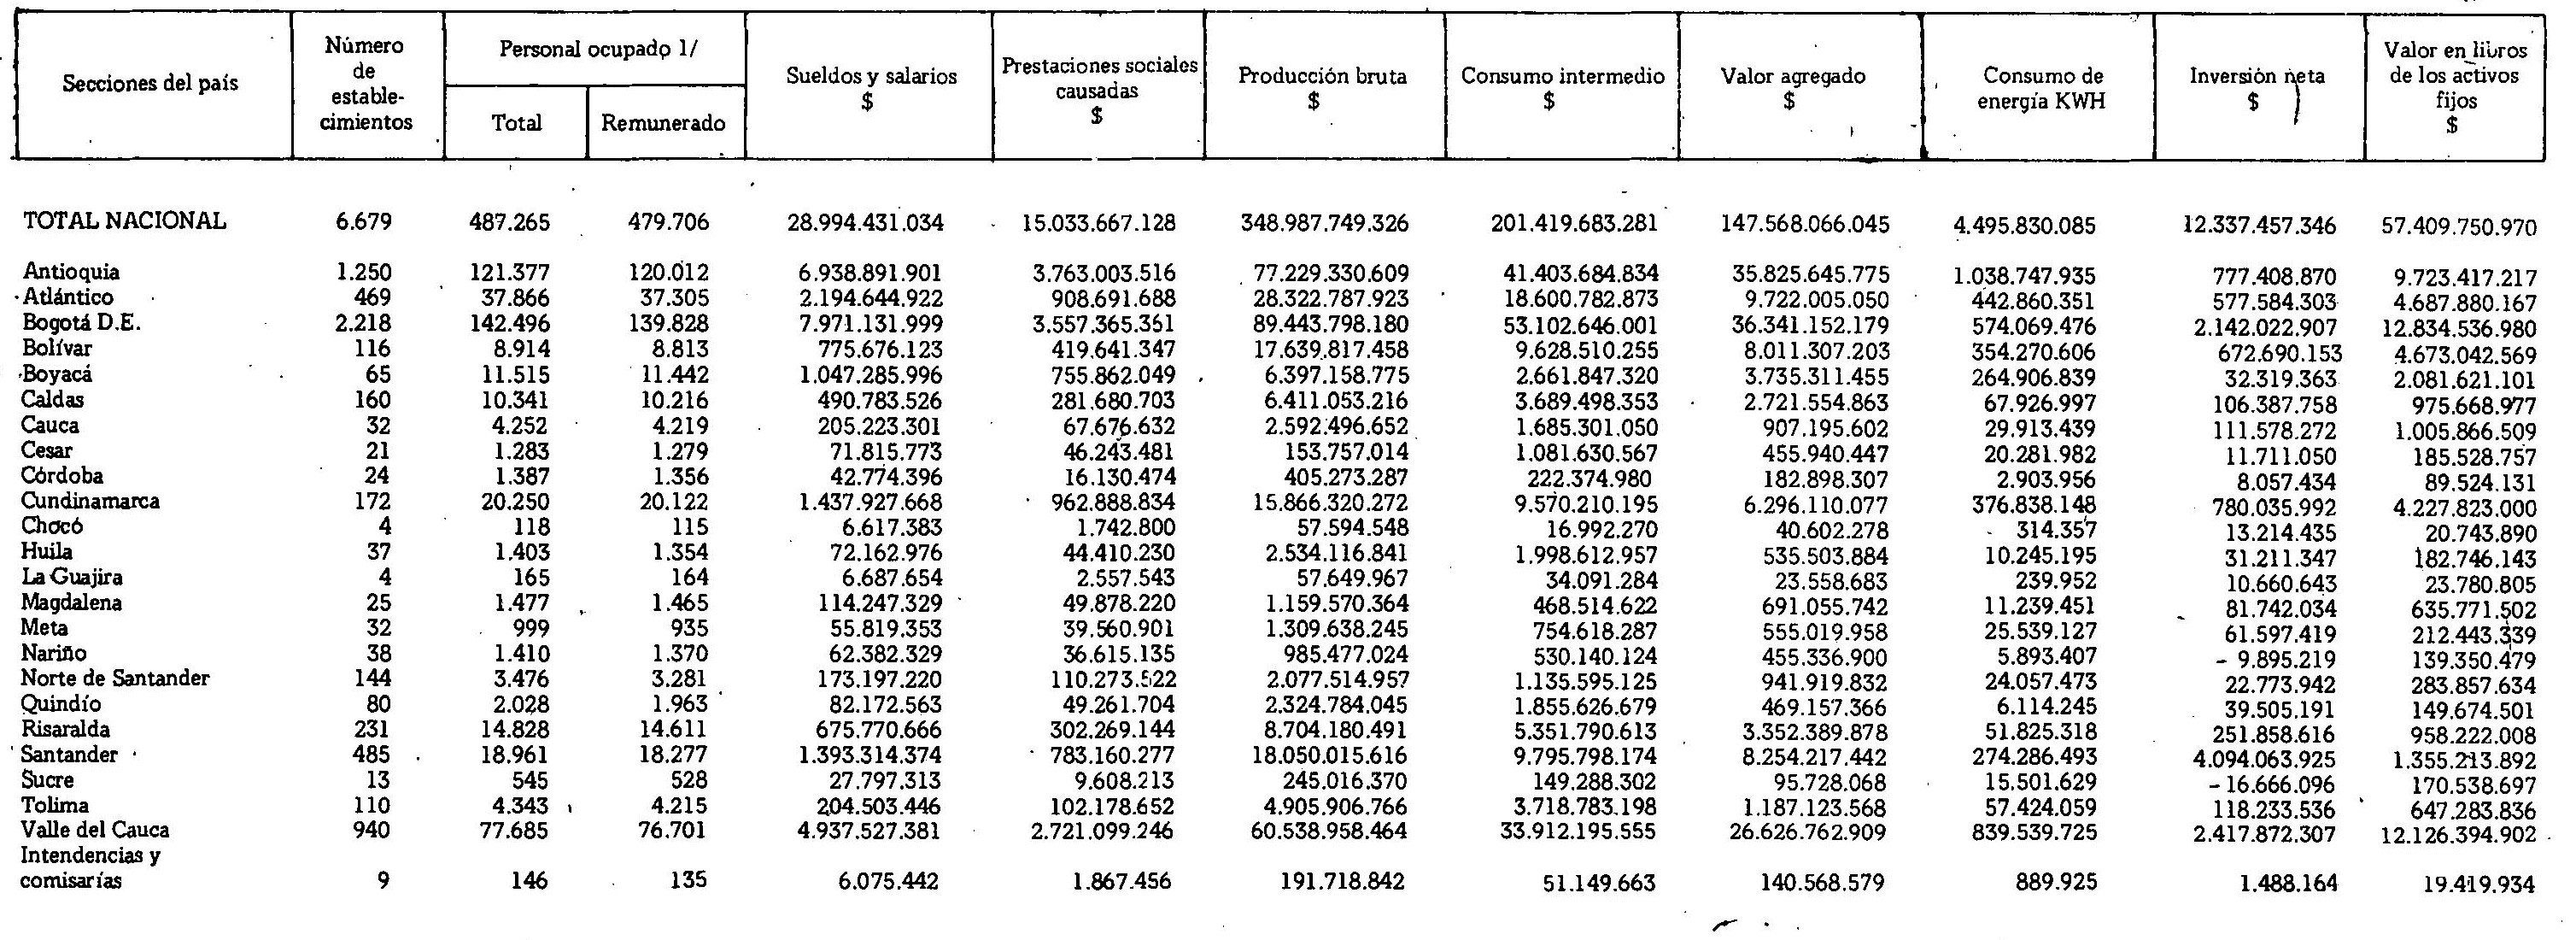 Secciones del país Número de estable- cimientos Personal ocupado 1/ Total Remunerado Sueldos y salarios $ Prestaciones sociales causadas $ Producción bruta $ Consumo intermedio $ Valor agregado $ Consumo de energía KWH Inversión neta $ Valor en libros de los activos fijos $
TOTAL NACIONAL 6.679 487.265 479.706 28.994.431.034 15.033.667.128 348.987.749.326 201.419.683.281 147.568.066.045 4.495.830.085 12.337.457.346 57.409.750.970
Antioquia 1.250 121.377 120.012 6.938.891.901 3.763.003.516 77.229.330.609 41.403.684.834 35.825.645.775 1.038.747.935 777.408.870 9.723.417.217
Atlántico 469 37.866 37.305 2.194.644.922 908.691.688 28.322.787.923 18.600.782.873 9.722.005.050 442.860.351 577.584.303 4.687.880.167
Bogotá D.E. 2.218 142.496 139.828 7.971.131.999 3.557.365.351 89.443.798.180 53.102.646.001 36.341.152.179 574.069.476 2.142.022.907 12.834.536.980
Bolívar 116 8.914 8.813 775.676.123 419.641.347 17.639.817.458 9.628.510.255 8.011.307.203 354.270.606 672.690.153 4.673.042.569
Boyacá 65 11.515 11.442 1.047.285.996 755.862.049 6.397.158.775 2.661.847.320 3.735.311.455 264.906.839 32.319.363 2.081.621.101
Caldas 160 10.341 10.216 490.783.526 281.680.703 6.411.053.216 3.689.498.353 2.721.554.863 67.926.997 106.387.758 975.668.977
Cauca 32 4.252 4.219 205.223.301 67.676.632 2.592.496.652 1.685.301.050 907.195.602 29.913.439 111.578.272 1.005.866.509
Cesar 21 1.283 1.279 71.815.773 46.243.481 153.757.014 1.081.630.567 455.940.447 20.281.982 11.711.050 185.528.757
Córdoba 24 1.387 1.356 42.774.396 16.130.474 405.273.287 222.374.980 182.898.307 2.903.956 8.057.434 89.524.131
Cundinamarca 172 20.250 20.122 1.437.927.668 962.888.834 15.866.320.272 9.570.210.195 6.296.110.077 376.838.148 780.035.992 4.227.823.000
Chocó 4 118 115 6.617.383 1.742.800 57.594.548 16.992.270 40.602.278 314.357 13.214.435 20.743.890
Huila 37 1.403 1.354 72.162.976 44.410.230 2.534.116.841 1.998.612.957 535.503.884 10.245.195 31.211.347 182.746.143
La Guajira 4 165 164 6.687.654 2.557.543 57.649.967 34.091.284 23.558.683 239.952 10.660.643 23.780.805
Magdalena 25 1.477 1.465 114.247.329 49.878.220 1.159.570.364 468.514.622 691.055.742 11.239.451 81.742.034 635.771.502
Meta 32 999 935 55.819.353 39.560.901 1.309.638.245 754.618.287 555.019.958 25.539.127 61.597.419 212.443.339
Nariño 38 1.410 1.370 62.382.329 36.615.135 985.477.024 530.140.124 455.336.900 5.893.407 - 9.895.219 139.350.479
Norte de Santander 144 3.476 3.281 173.197.220 110.273.522 2.077.514.957 1.135.595.125 941.919.832 24.057.473 22.773.942 283.857.634
Quindío 80 2.028 1.963 82.172.563 49.261.704 2.324.784.045 1.855.626.679 469.157.366 6.114.245 39.505.191 149.674.501
Risaralda 231 14.828 14.611 675.770.666 302.269.144 8.704.180.491 5.351.790.613 3.352.389.878 51.825.318 251.858.616 958.222.008
Santander 485 18.961 18.277 1.393.314.374 783.160.277 18.050.015.616 9.795.798.174 8.254.217.442 274.286.493 4.094.063.925 1.355.213.892
Sucre 13 545 528 27.797.313 9.608.213 245.016.370 149.288.302 95.728.068 15.501.629 - 16.666.096 170.538.697
Tolima 110 4.343 4.215 204.503.446 102.178.652 4.905.906.766 3.718.783.198 1.187.123.568 57.424.059 118.233.536 647.283.836
Valle del Cauca 940 77.685 76.701 4.937.527.381 2.721.099.246 60.538.958.464 33.912.195.555 26.626.762.909 839.539.725 2.417.872.307 12.126.394.902
Intendencias y
comisarías 9 146 135 6.075.442 1.867.456 191.718.842 51.149.663 140.568.579 889.925 1.488.164 19.419.934